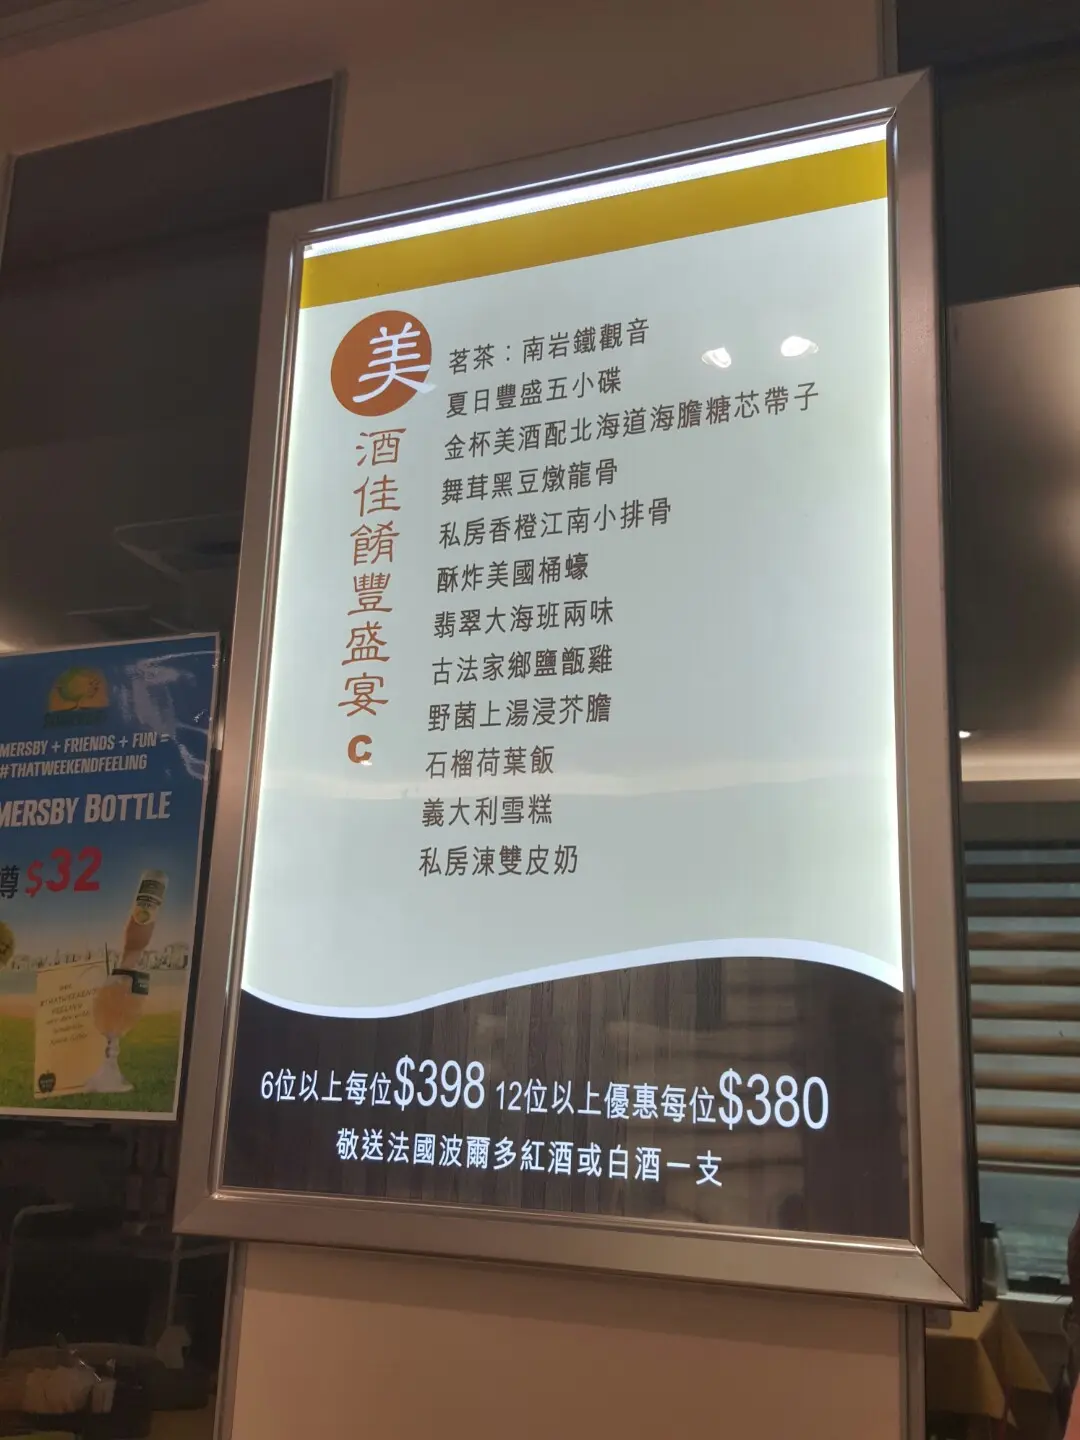 美酒佳餚豐盛宴C
茗茶：南岩鐵觀音
夏日豐盛五小碟
金杯美酒配北海道海膽糖芯帶子
舞茸黑豆燉龍骨
私房香橙江南小排骨
酥炸美國桶蠔
翡翠大海班兩味
古法家鄉鹽甑雞
野菌上湯浸芥膽
石榴荷葉飯
義大利雪糕
私房涷雙皮奶
6位以上每位$398 12位以上優惠每位$380
敬送法國波爾多紅酒或白酒一支
MERSBY + FRIENDS + FUN =
#THATWEEKENDFEELING
MERSBY BOTTLE
樽 $32